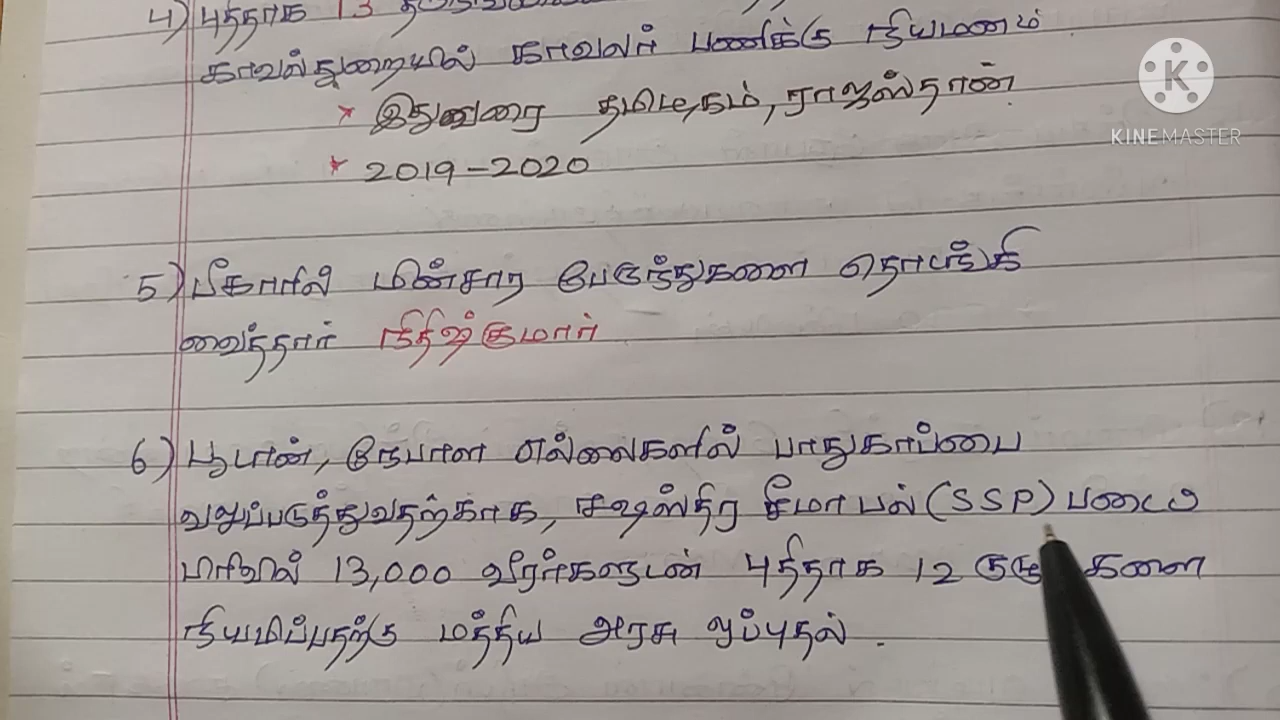 4) புத்தாக 13
காவல்துறையில் காவலர் பணிக்கு நியமனம்
* இதுவரை தமிழகம், ராஜஸ்தான்
* 2019-2020
5) பீகாரில் மின்சார பேருந்துகளை தொடங்கி
வைத்தார் நிதிஷ்குமார்
6) பூடான், நேபாள எல்லைகளில் பாதுகாப்பை
வலுப்படுத்துவதற்காக, சஷஸ்திர சீமா பல் (SSP) படைப்
பிரிவில் 13,000 வீரர்களுடன் புதிதாக 12 குழு களை
நியமிப்பதற்கு மத்திய அரசு ஒப்புதல்.
K
KINEMASTER